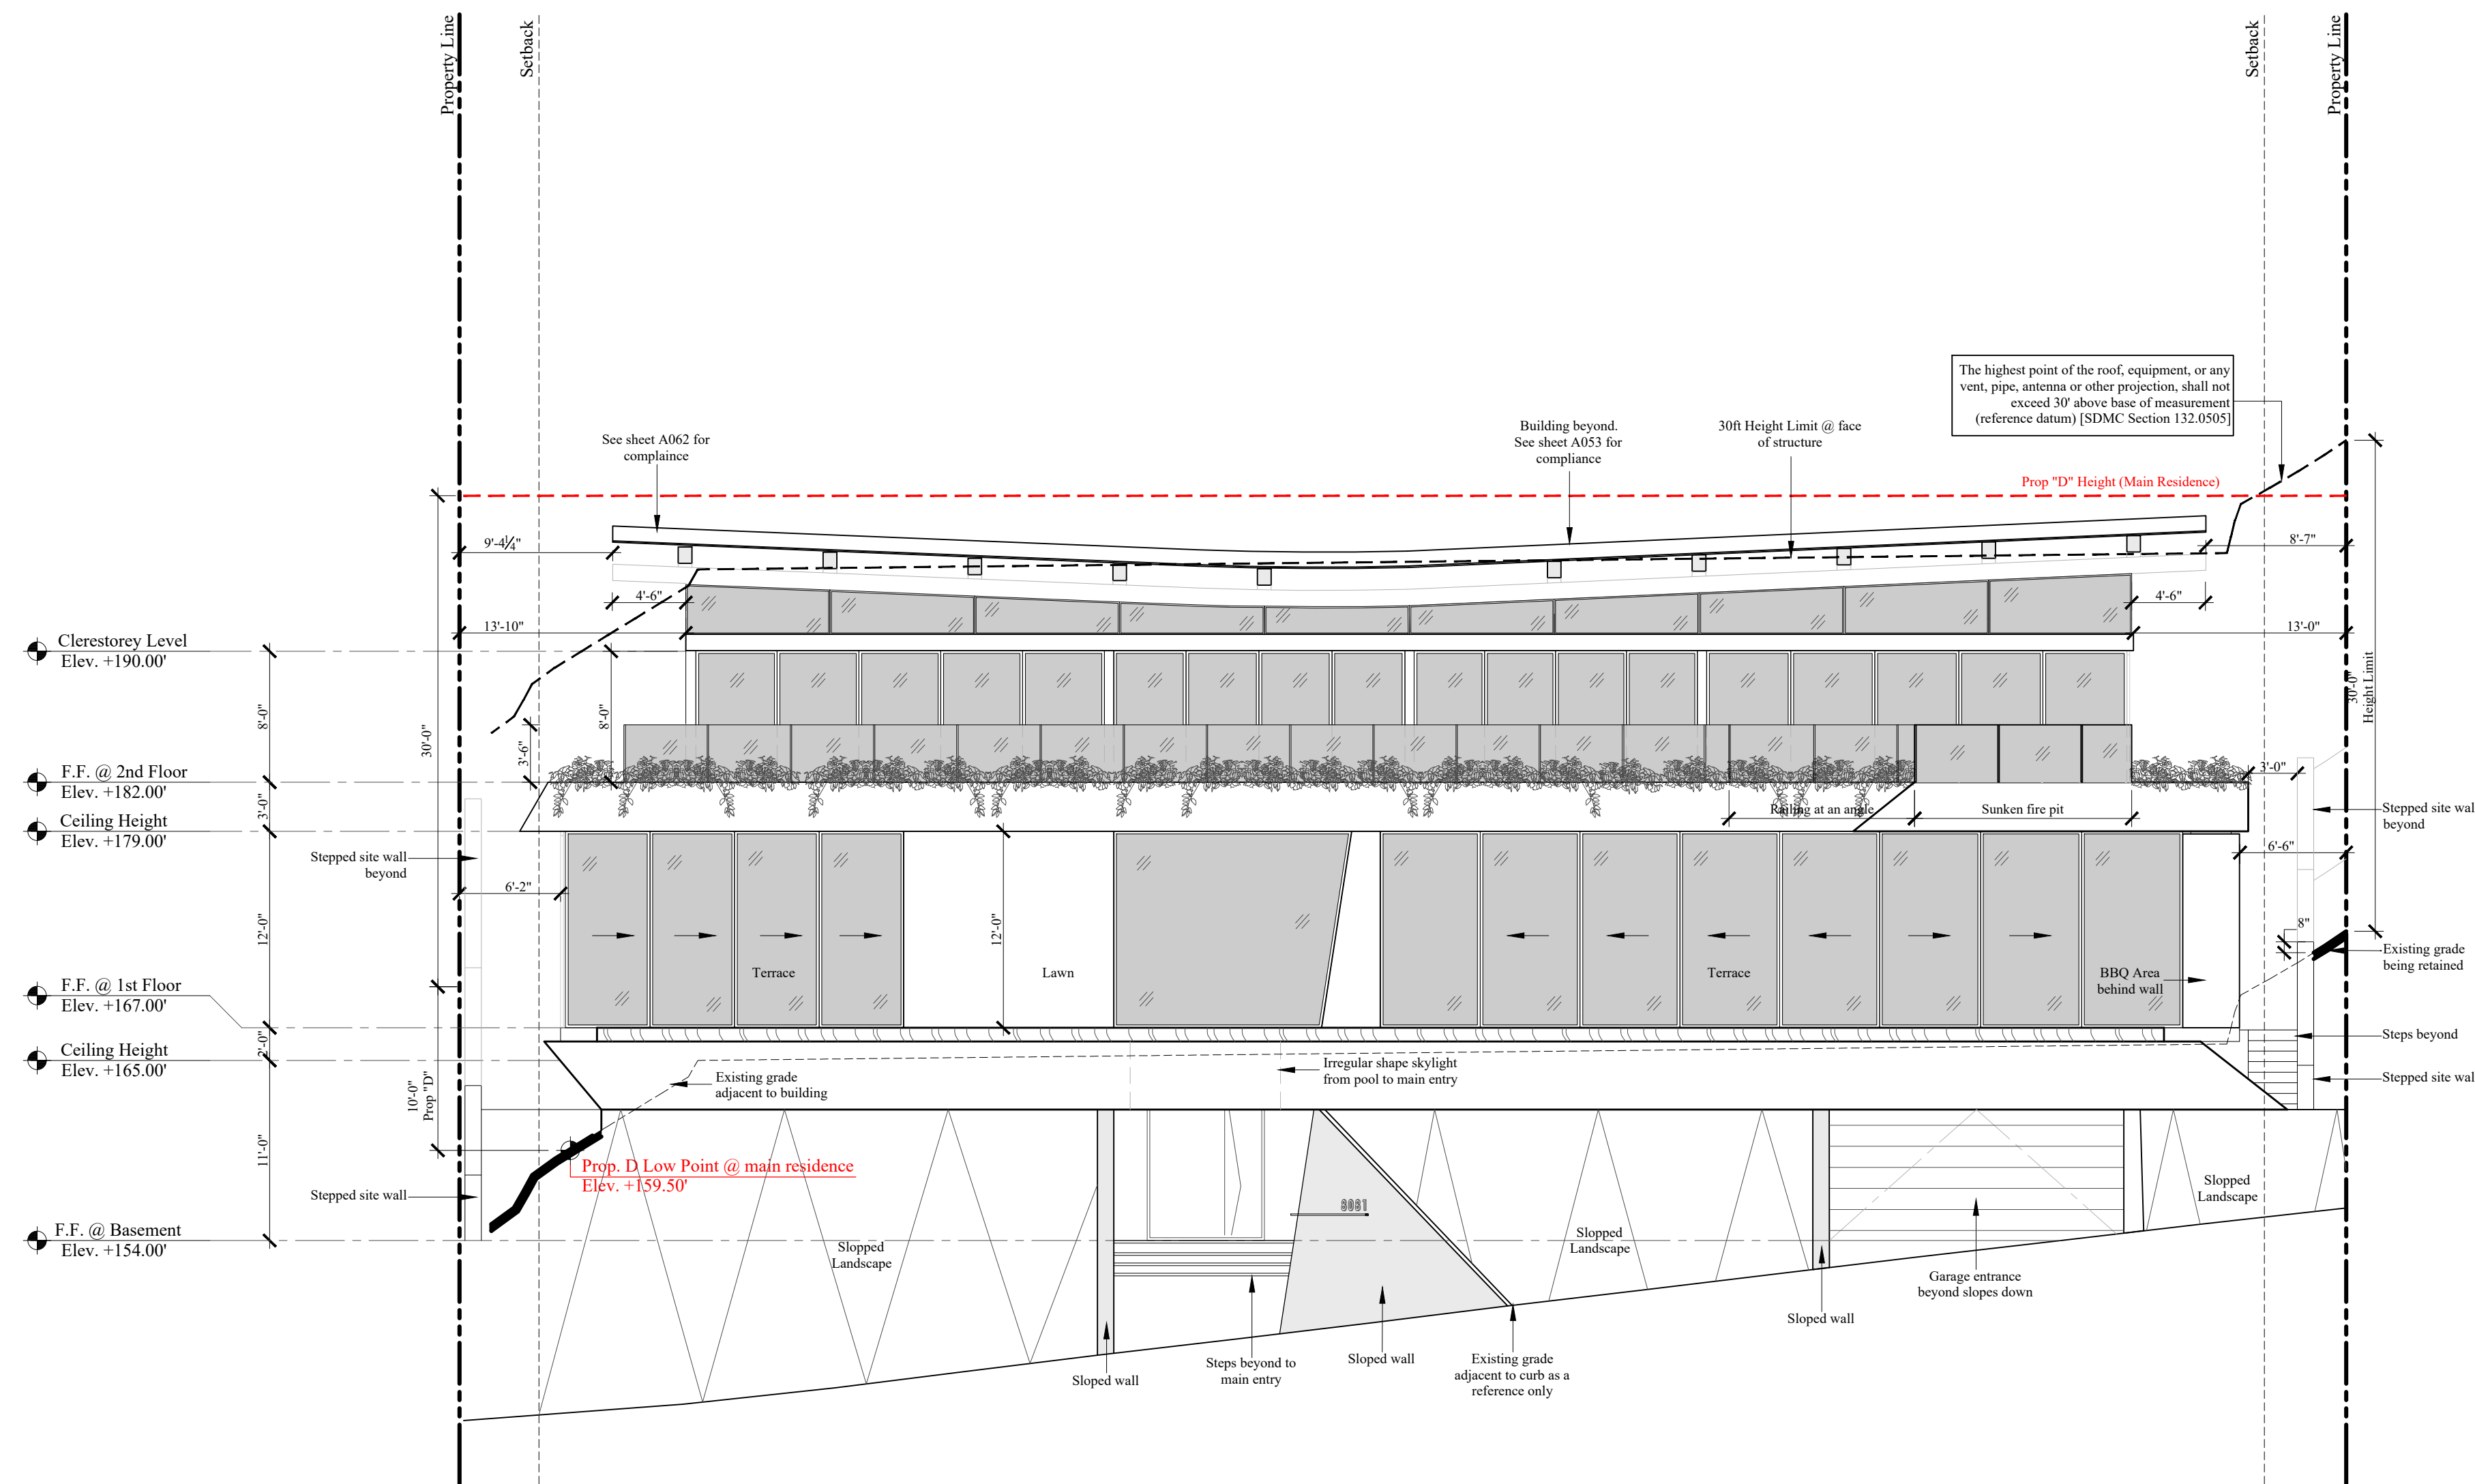 Property Line
Setback
Setback
Property Line
The highest point of the roof, equipment, or any
vent, pipe, antenna or other projection, shall not
exceed 30' above base of measurement
(reference datum) [SDMC Section 132.0505]
See sheet A062 for
complaince
Building beyond.
See sheet A053 for
compliance
30ft Height Limit @ face
of structure
Prop "D" Height (Main Residence)
9'-4¼"
8'-7"
4'-6"
4'-6"
13'-10"
13'-0"
Clerestorey Level
Elev. +190.00'
8'-0"
8'-0"
30'-0"
3'-6"
30'-0"
Height Limit
F.F. @ 2nd Floor
Elev. +182.00'
3'-0"
3'-0"
Ceiling Height
Elev. +179.00'
Railing at an angle
Sunken fire pit
Stepped site wal
beyond
Stepped site wall
beyond
6'-2"
6'-6"
12'-0"
12'-0"
8"
Existing grade
being retained
Terrace
Lawn
Terrace
BBQ Area
behind wall
F.F. @ 1st Floor
Elev. +167.00'
2'-0"
Steps beyond
Ceiling Height
Elev. +165.00'
Existing grade
adjacent to building
Irregular shape skylight
from pool to main entry
Stepped site wal
10'-0"
Prop "D"
11'-0"
Prop. D Low Point @ main residence
Elev. +159.50'
Stepped site wall
8081
Slopped
Landscape
F.F. @ Basement
Elev. +154.00'
Slopped
Landscape
Slopped
Landscape
Garage entrance
beyond slopes down
Sloped wall
Steps beyond to
main entry
Sloped wall
Existing grade
adjacent to curb as a
reference only
Sloped wall